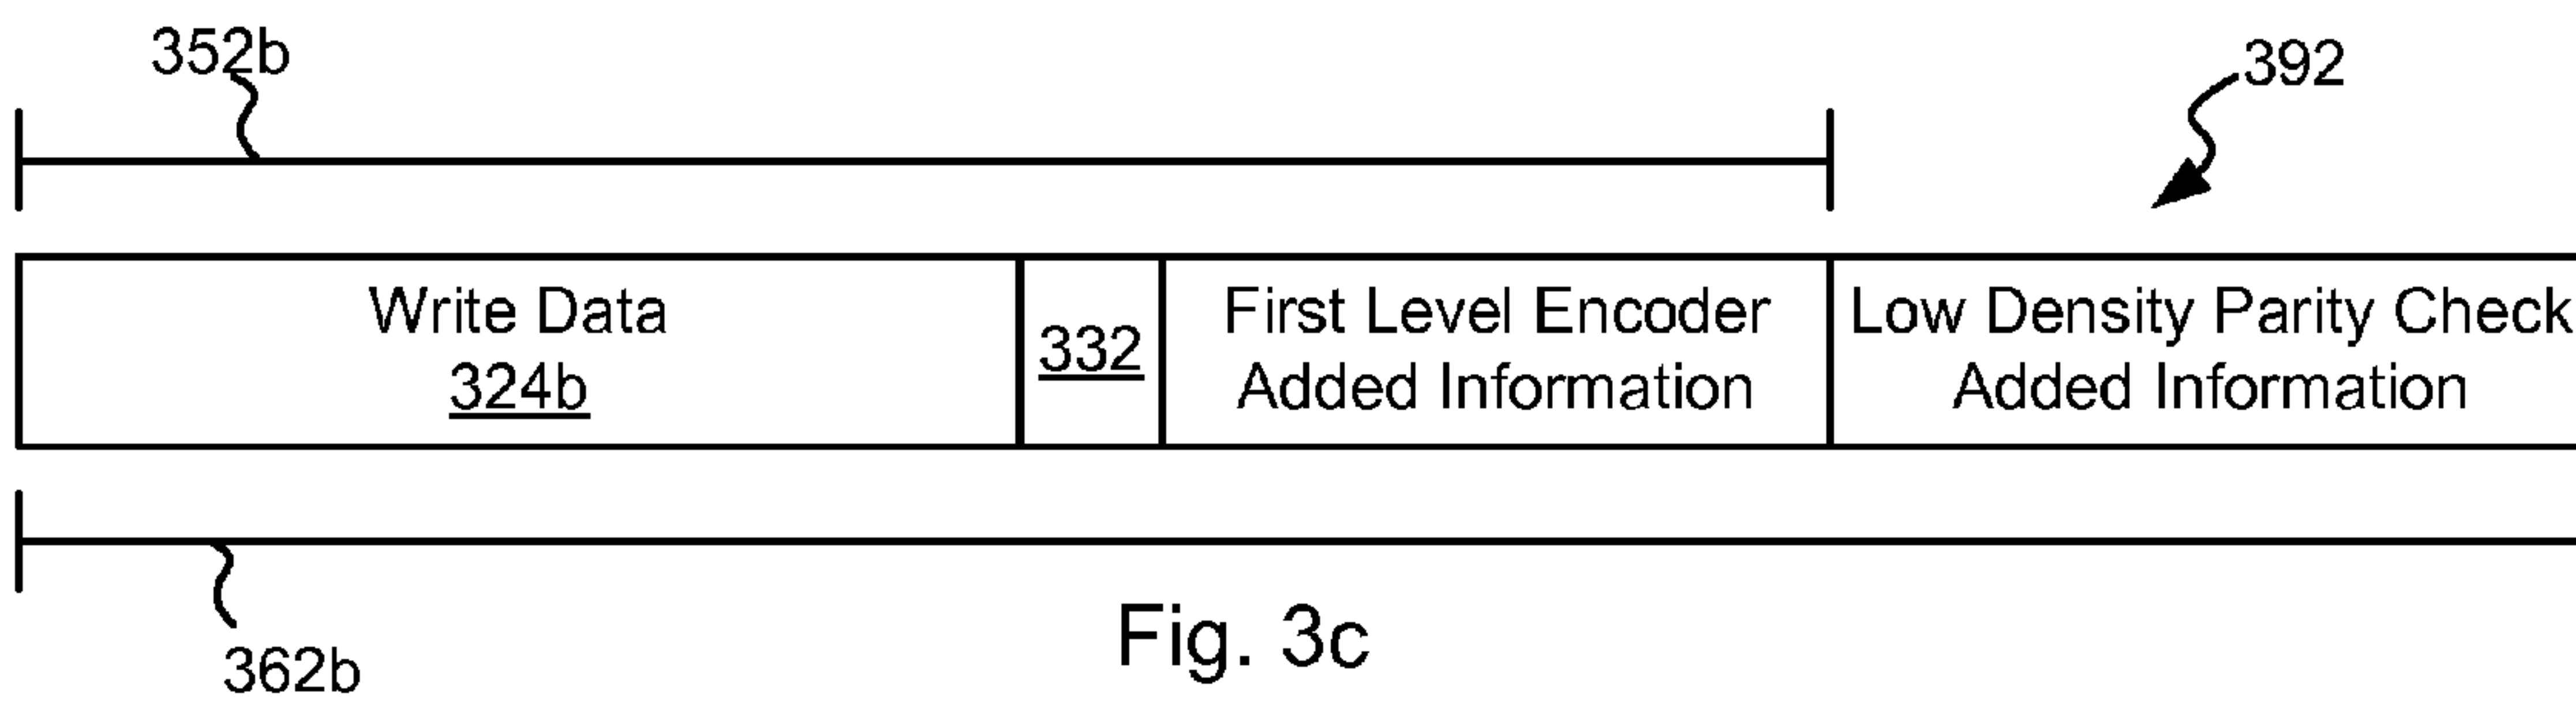 352b
392
Write Data
324b
332
First Level Encoder
Added Information
Low Density Parity Check
Added Information
362b
Fig. 3c